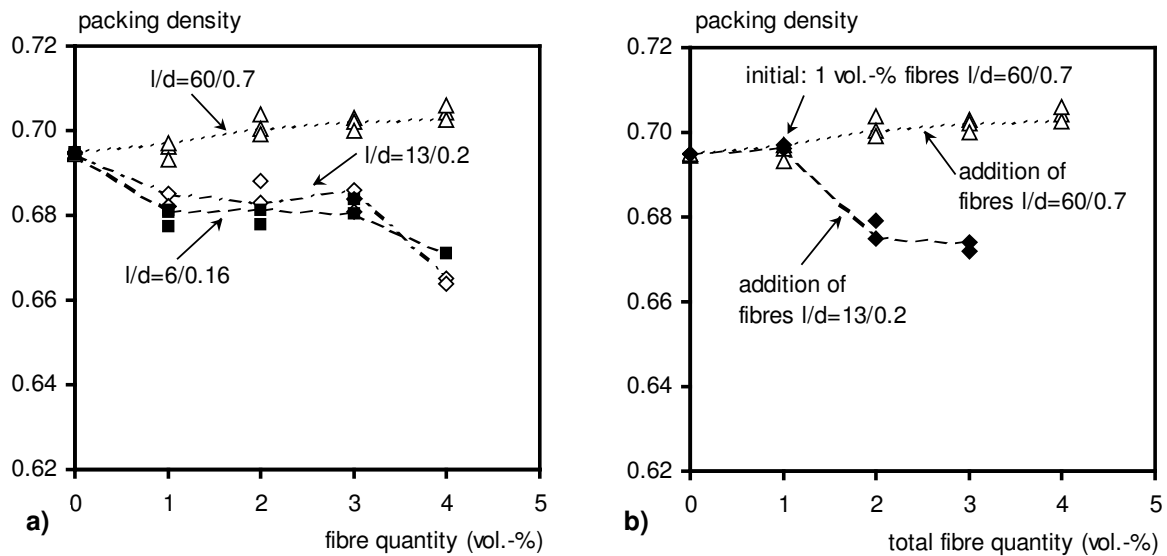 packing density
0.72
0.70
0.68
0.66
0.64
0.62
0 1 2 3 4 5
l/d=60/0.7
l/d=13/0.2
l/d=6/0.16
a)
fibre quantity (vol.-%)
packing density
0.72
0.70
0.68
0.66
0.64
0.62
0 1 2 3 4 5
initial: 1 vol.-% fibres l/d=60/0.7
addition of
fibres l/d=60/0.7
addition of
fibres l/d=13/0.2
b)
total fibre quantity (vol.-%)